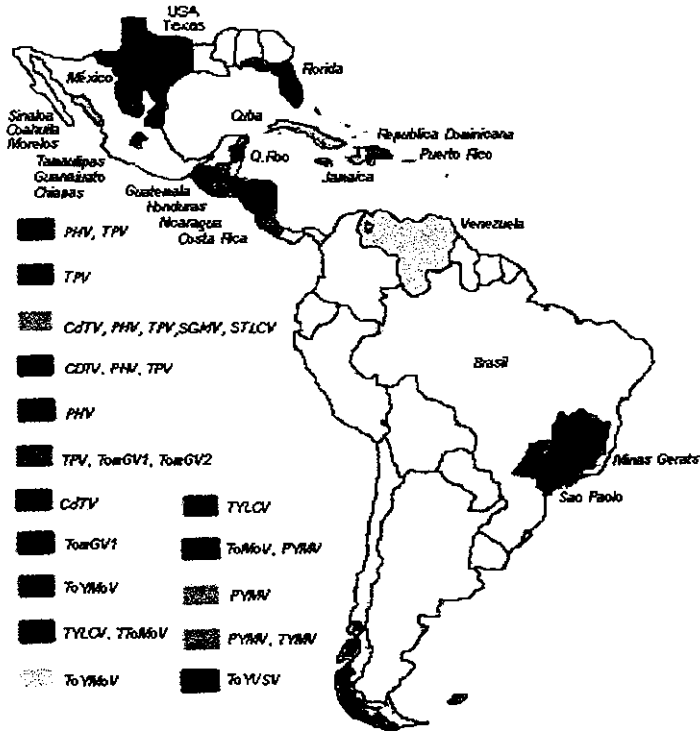 USA
Texas
México
Florida
Sinaloa
Coahuila
Morelos
Cuba
Republica Dominicana
Q.Roo
Puerto Rico
Tamaulipas
Guanajuato
Chiapas
Jamaica
Guatemala
Honduras
Nicaragua
Costa Rica
Venezuela
PHV, TPV
TPV
CdTV, PHV, TPV,SGMV, STLCV
CDTV, PHV, TPV
Brasil
PHV
TPV, TomGV1, TomGV2
Minas Gerais
Sao Paolo
CdTV
TYLCV
TomGV1
ToMoV, PYMV
ToYMoV
PYMV
TYLCV, TToMoV
PYMV, TYMV
ToYMoV
ToYVSV